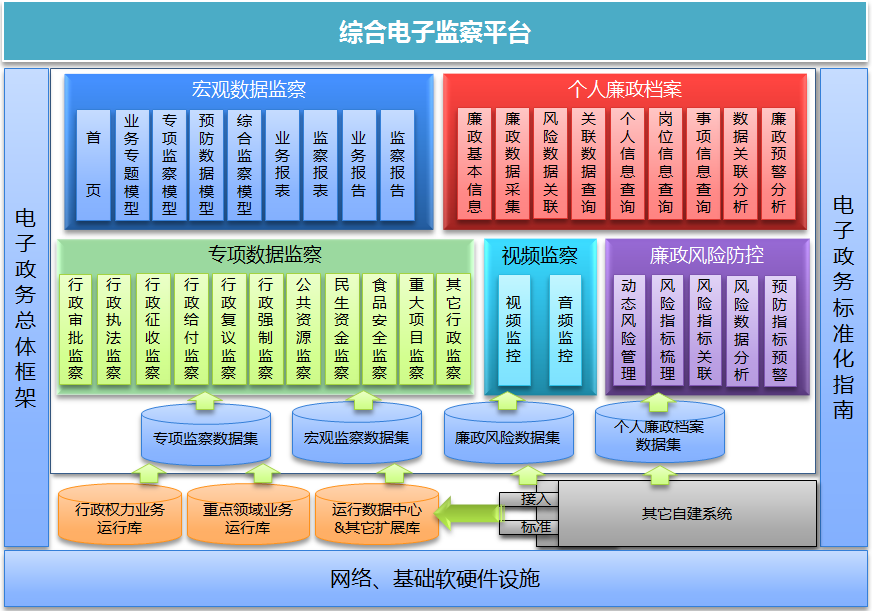 综合电子监察平台
电子政务总体框架
宏观数据监察
首页
业务专题模型
专项监察模型
预防数据模型
综合监察模型
业务报表
监察报表
业务报告
监察报告
个人廉政档案
廉政基本信息
廉政数据采集
风险数据关联
关联数据查询
个人信息查询
岗位信息查询
事项信息查询
数据关联分析
廉政预警分析
专项数据监察
行政审批监察
行政执法监察
行政征收监察
行政给付监察
行政复议监察
行政强制监察
公共资源监察
民生资金监察
食品安全监察
重大项目监察
其它行政监察
视频监察
视频监控
音频监控
廉政风险防控
动态风险管理
风险指标梳理
风险指标关联
风险数据分析
预防指标预警
专项监察数据集
宏观监察数据集
廉政风险数据集
个人廉政档案
数据集
行政权力业务
运行库
重点领域业务
运行库
运行数据中心
&其它扩展库
接入
标准
其它自建系统
电子政务标准化指南
网络、基础软硬件设施